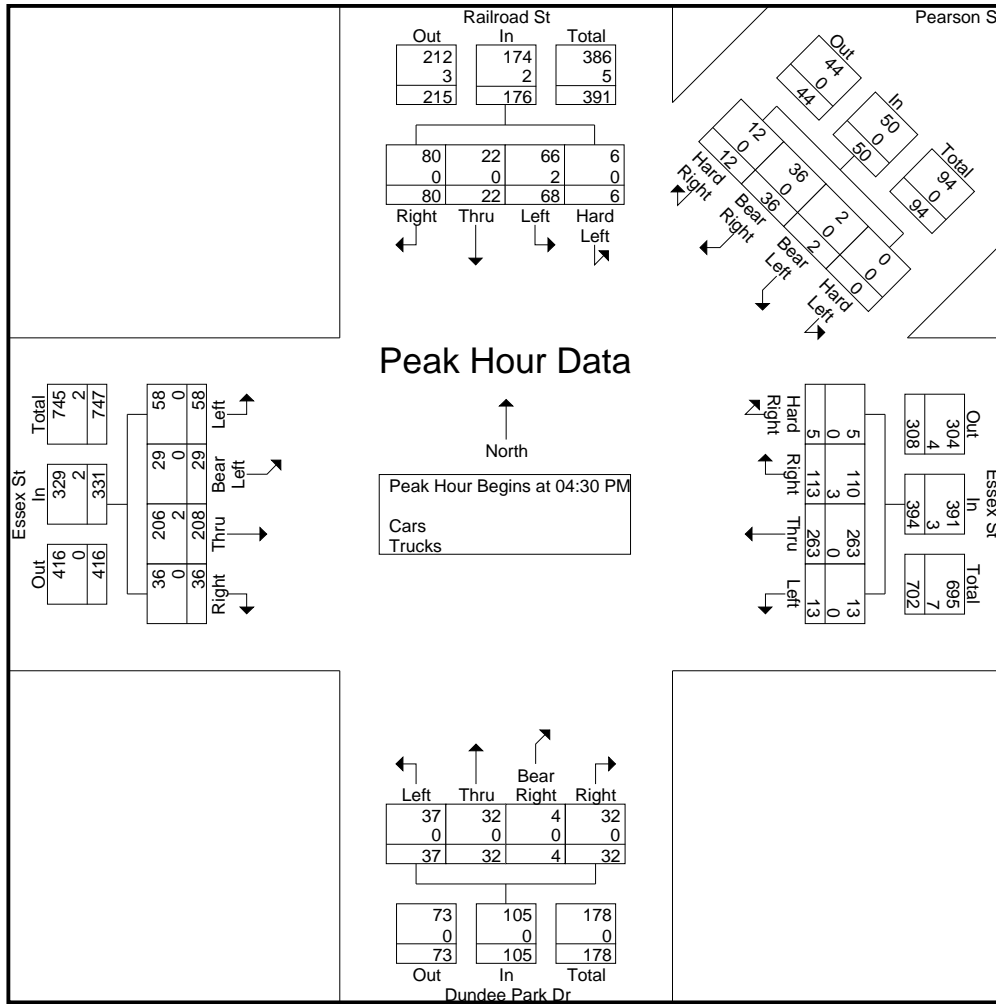 Railroad St
Out In Total
212 174 386
3 2 5
215 176 391
80 22 66 6
0 0 2 0
80 22 68 6
Right Thru Left Hard Left
Pearson S
Out In Total
44 50 94
0 0 0
44 50 94
12 36 2 0
0 0 0 0
12 36 2 0
Hard Right Bear Right Bear Left Hard Left
Peak Hour Data
North
Peak Hour Begins at 04:30 PM
Cars
Trucks
Essex St
Total In Out
745 329 416
2 2 0
747 331 416
58 29 206 36
0 0 2 0
58 29 208 36
Left Bear Left Thru Right
Essex St
Out In Total
304 391 695
4 3 7
308 394 702
5 110 263 13
0 3 0 0
5 113 263 13
Hard Right Right Thru Left
Left Thru Bear Right Right
37 32 4 32
0 0 0 0
37 32 4 32
73 105 178
0 0 0
73 105 178
Out In Total
Dundee Park Dr